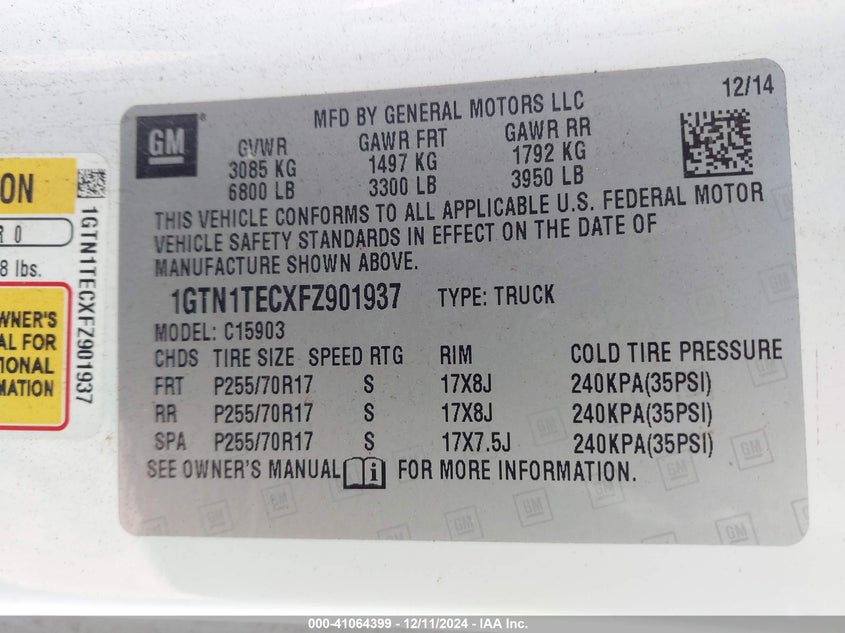 12/14
MFD BY GENERAL MOTORS LLC
GM
GVWR GAWR FRT GAWR RR
3085 KG 1497 KG 1792 KG
6800 LB 3300 LB 3950 LB
THIS VEHICLE CONFORMS TO ALL APPLICABLE U.S. FEDERAL MOTOR
VEHICLE SAFETY STANDARDS IN EFFECT ON THE DATE OF
MANUFACTURE SHOWN ABOVE.
1GTN1TECXFZ901937 TYPE: TRUCK
MODEL: C15903
CHDS TIRE SIZE SPEED RTG RIM COLD TIRE PRESSURE
FRT P255/70R17 S 17X8J 240KPA(35PSI)
RR P255/70R17 S 17X8J 240KPA(35PSI)
SPA P255/70R17 S 17X7.5J 240KPA(35PSI)
SEE OWNER'S MANUAL FOR MORE INFORMATION.
ON
R 0
8 lbs.
WNER'S
AL FOR
TIONAL
MATION
1GTN1TECXFZ901937
000-41064399 - 12/11/2024 - IAA Inc.